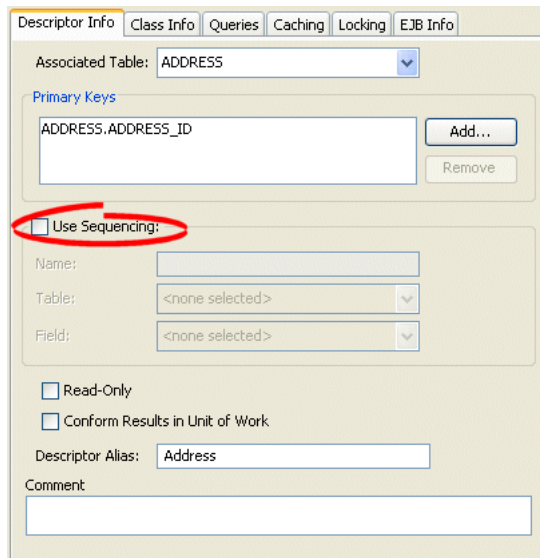 Descriptor Info Class Info Queries Caching Locking EJB Info
Associated Table: ADDRESS
Primary Keys
ADDRESS.ADDRESS_ID
Add...
Remove
Use Sequencing:
Name:
Table: <none selected>
Field: <none selected>
Read-Only
Conform Results in Unit of Work
Descriptor Alias: Address
Comment